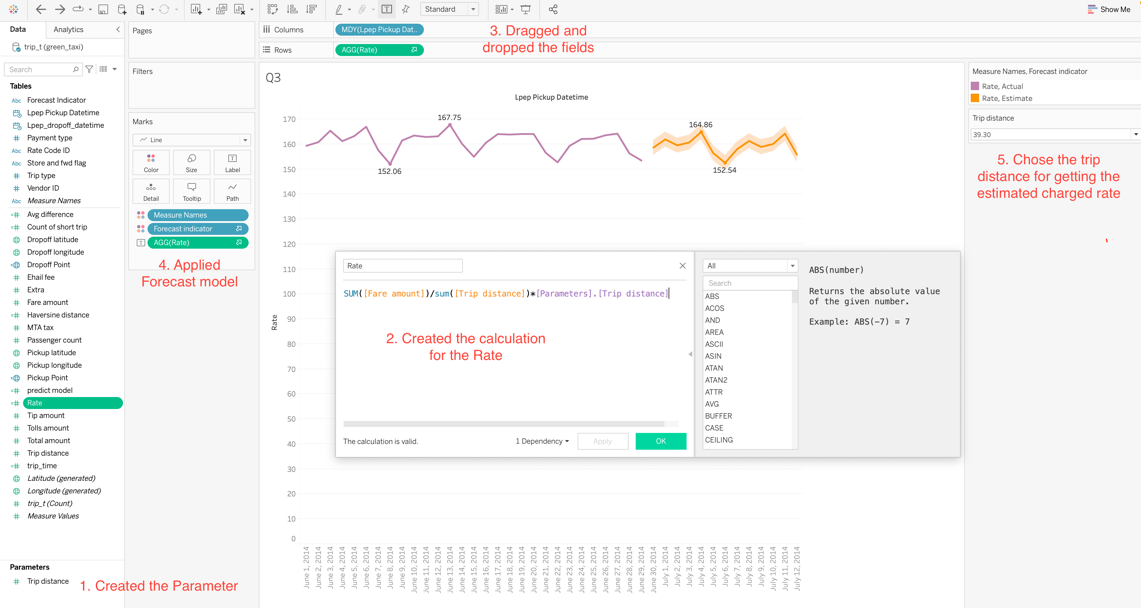 Standard
Show Me
Data
Analytics
trip_t (green_taxi)
Search
Tables
Abc Forecast Indicator
Lpep Pickup Datetime
Lpep_dropoff_datetime
# Payment type
Abc Rate Code ID
Abc Store and fwd flag
# Trip type
# Vendor ID
Abc Measure Names
=# Avg difference
=# Count of short trip
Dropoff latitude
Dropoff longitude
Dropoff Point
# Ehail fee
# Extra
# Fare amount
=# Haversine distance
# MTA tax
# Passenger count
Pickup latitude
Pickup longitude
Pickup Point
=# predict model
=# Rate
# Tip amount
# Tolls amount
# Total amount
# Trip distance
=# trip_time
Latitude (generated)
Longitude (generated)
# trip_t (Count)
# Measure Values
Parameters
# Trip distance
1. Created the Parameter
Pages
Filters
Marks
Line
Color
Size
Label
Detail
Tooltip
Path
Measure Names
Forecast indicator
AGG(Rate)
4. Applied
Forecast model
Columns
MDY(Lpep Pickup Dat..
Rows
AGG(Rate)
3. Dragged and
dropped the fields
Q3
Lpep Pickup Datetime
170
160
150
140
130
120
110
100
90
80
70
60
50
40
30
20
10
0
Rate
167.75
152.06
164.86
152.54
Rate
SUM([Fare amount])/sum([Trip distance])*[Parameters].[Trip distance]
2. Created the calculation
for the Rate
The calculation is valid.
1 Dependency
Apply
OK
All
Search
ABS
ACOS
AND
AREA
ASCII
ASIN
ATAN
ATAN2
ATTR
AVG
BUFFER
CASE
CEILING
ABS(number)
Returns the absolute value
of the given number.
Example: ABS(-7) = 7
June 1, 2014
June 2, 2014
June 3, 2014
June 4, 2014
June 5, 2014
June 6, 2014
June 7, 2014
June 8, 2014
June 9, 2014
June 10, 2014
June 11, 2014
June 12, 2014
June 13, 2014
June 14, 2014
June 15, 2014
June 16, 2014
June 17, 2014
June 18, 2014
June 19, 2014
June 20, 2014
June 21, 2014
June 22, 2014
June 23, 2014
June 24, 2014
June 25, 2014
June 26, 2014
June 27, 2014
June 28, 2014
June 29, 2014
June 30, 2014
July 1, 2014
July 2, 2014
July 3, 2014
July 4, 2014
July 5, 2014
July 6, 2014
July 7, 2014
July 8, 2014
July 9, 2014
July 10, 2014
July 11, 2014
July 12, 2014
Measure Names, Forecast indicator
Rate, Actual
Rate, Estimate
Trip distance
39.30
5. Chose the trip
distance for getting the
estimated charged rate